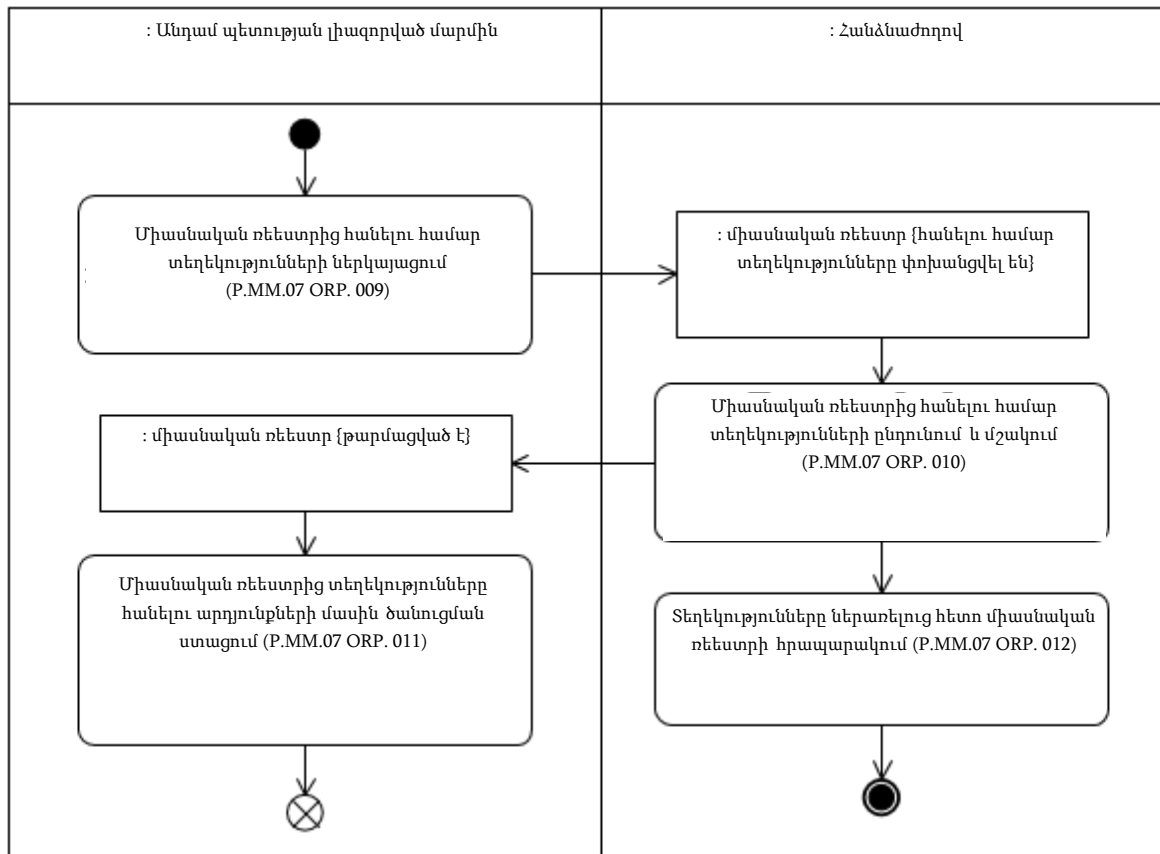 : Անդամ պետության լիազորված մարմին
: Հանձնաժողով
Միասնական ռեեստրից հանելու համար
տեղեկությունների ներկայացում
(P.MM.07 ORP. 009)
: միասնական ռեեստր {հանելու համար
տեղեկությունները փոխանցվել են}
Միասնական ռեեստրից հանելու համար
տեղեկությունների ընդունում և մշակում
(P.MM.07 ORP. 010)
: միասնական ռեեստր {թարմացված է}
Միասնական ռեեստրից տեղեկությունները
հանելու արդյունքների մասին ծանուցման
ստացում (P.MM.07 ORP. 011)
Տեղեկությունները ներառելուց հետո միասնական
ռեեստրի հրապարակում (P.MM.07 ORP. 012)